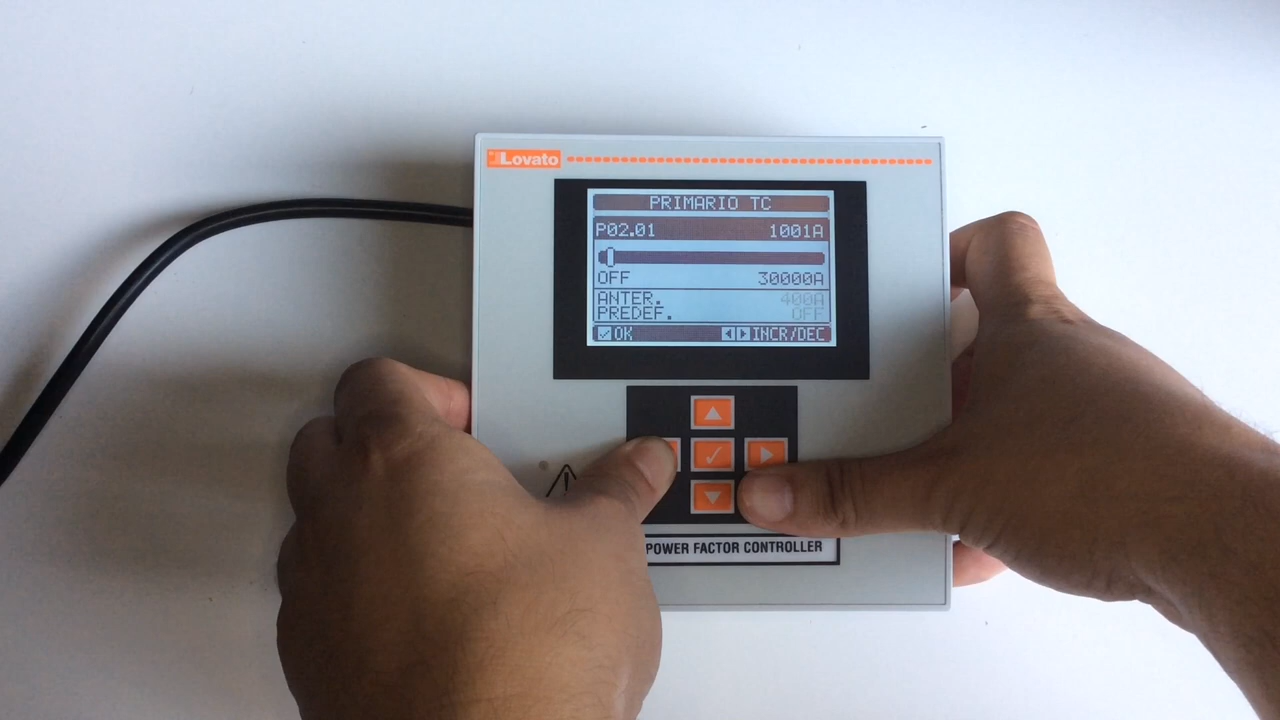 Lovato
PRIMARIO TC
P02.01 1001A
OFF 30000A
ANTER. 400A
PREDEF. OFF
OK INCR/DEC
POWER FACTOR CONTROLLER